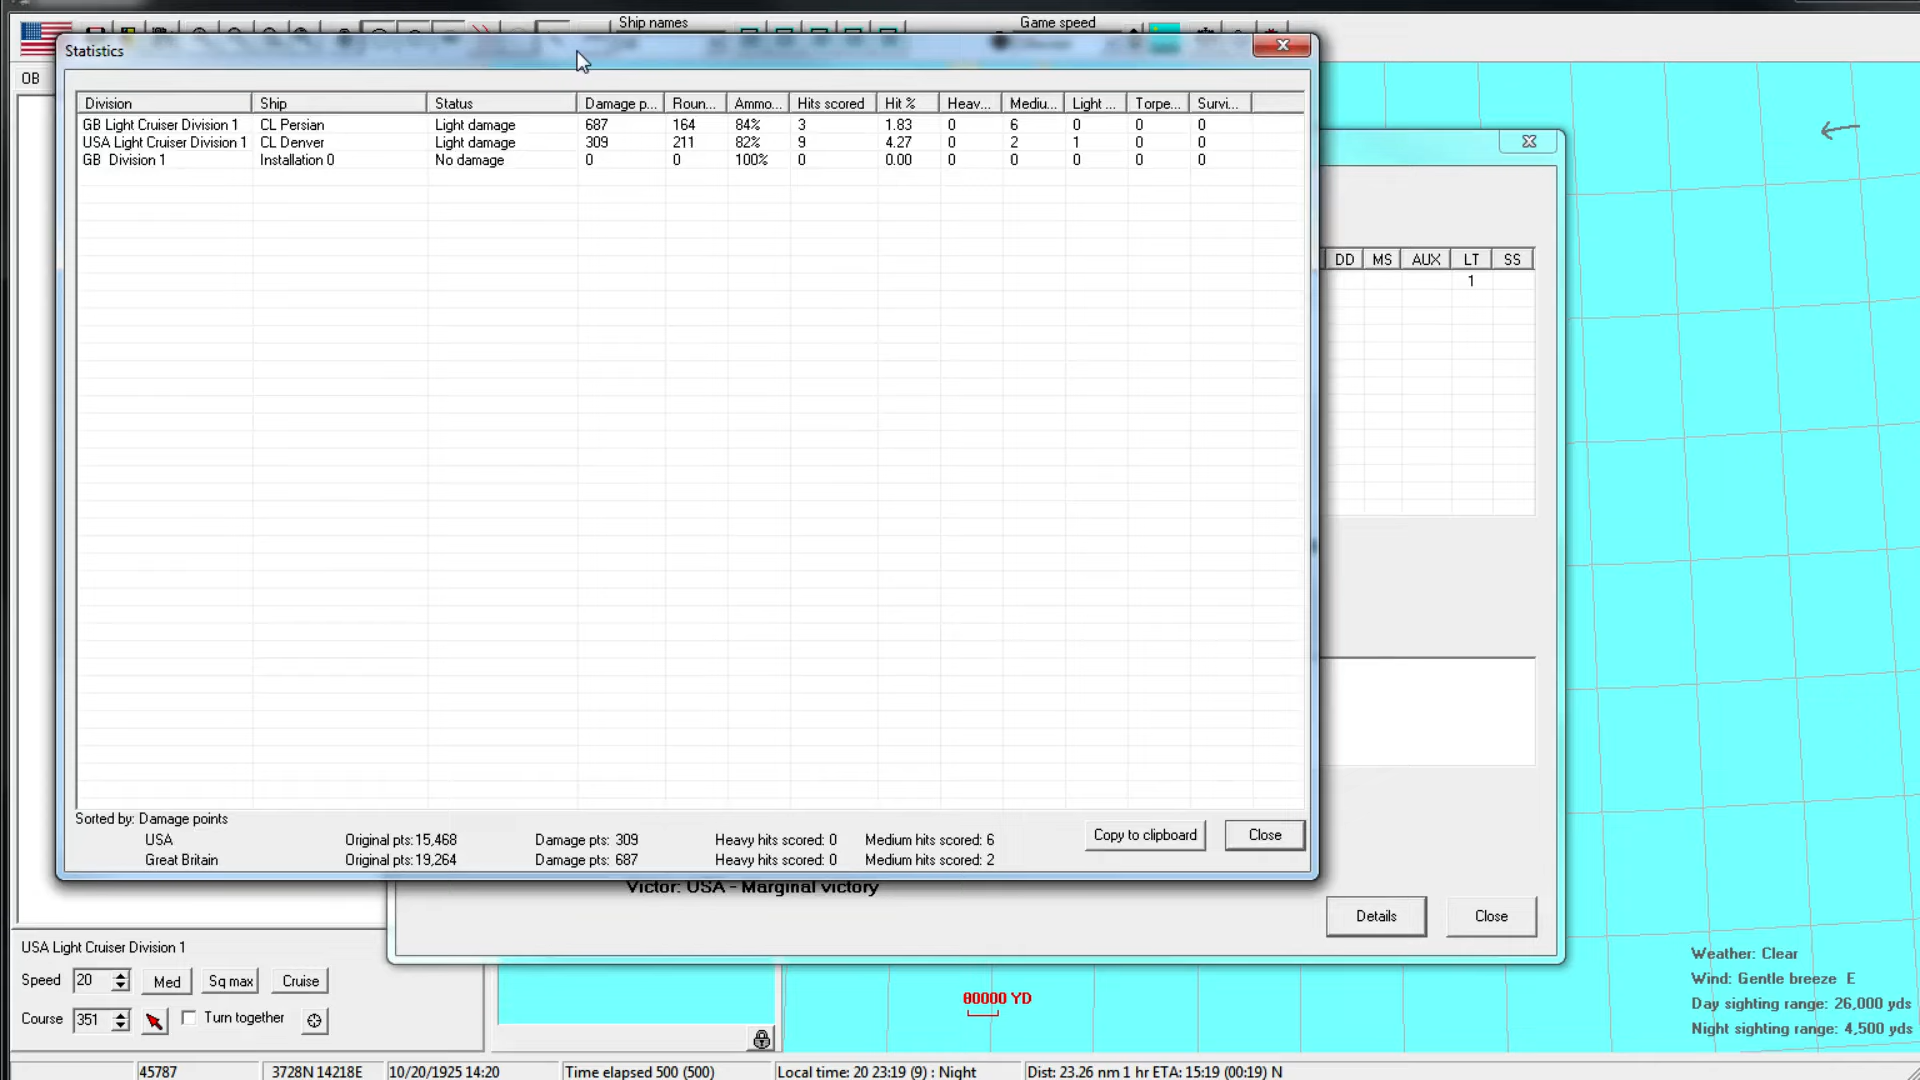 Ship names
Game speed
Statistics
OB
Division Ship Status Damage p... Roun... Ammo... Hits scored Hit % Heav... Mediu... Light ... Torpe... Survi...
GB Light Cruiser Division 1 CL Persian Light damage 687 164 84% 3 1.83 0 6 0 0 0
USA Light Cruiser Division 1 CL Denver Light damage 309 211 82% 9 4.27 0 2 1 0 0
GB Division 1 Installation 0 No damage 0 0 100% 0 0.00 0 0 0 0 0
DD MS AUX LT SS
1
Sorted by: Damage points
USA Original pts: 15,468 Damage pts: 309 Heavy hits scored: 0 Medium hits scored: 6
Great Britain Original pts: 19,264 Damage pts: 687 Heavy hits scored: 0 Medium hits scored: 2
Copy to clipboard Close
Victor: USA - Marginal victory
Details Close
USA Light Cruiser Division 1
Speed 20 Med Sq max Cruise
Course 351 Turn together
80000 YD
Weather: Clear
Wind: Gentle breeze E
Day sighting range: 26,000 yds
Night sighting range: 4,500 yds
45787 3728N 14218E 10/20/1925 14:20 Time elapsed 500 (500) Local time: 20 23:19 (9) : Night Dist: 23.26 nm 1 hr ETA: 15:19 (00:19) N